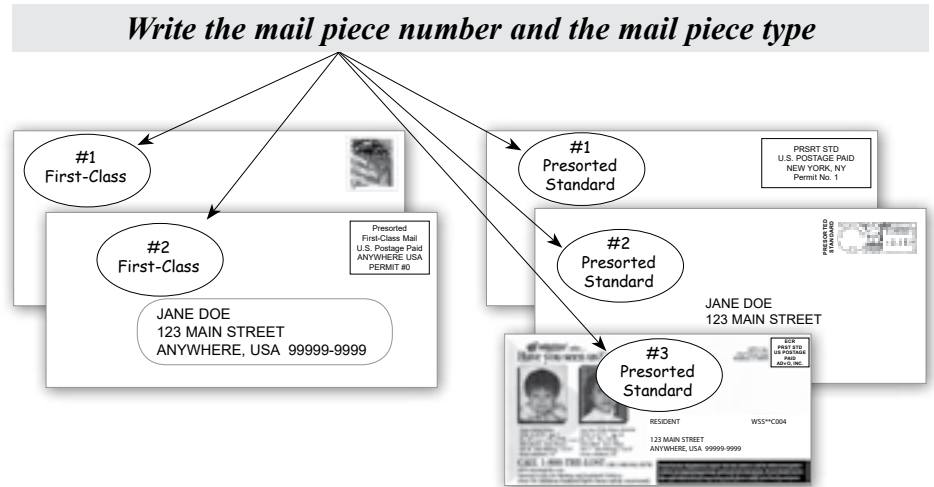 Write the mail piece number and the mail piece type
#1
First-Class
#2
First-Class
Presorted
First-Class Mail
U.S. Postage Paid
ANYWHERE USA
PERMIT #0
JANE DOE
123 MAIN STREET
ANYWHERE, USA 99999-9999
#1
Presorted
Standard
PRSRT STD
U.S. POSTAGE PAID
NEW YORK, NY
Permit No. 1
#2
Presorted
Standard
PRESORTED
STANDARD
JANE DOE
123 MAIN STREET
#3
Presorted
Standard
ECR
PRST STD
US POSTAGE
PAID
Have you seen us?
RESIDENT WSS**C004
123 MAIN STREET
ANYWHERE, USA 99999-9999